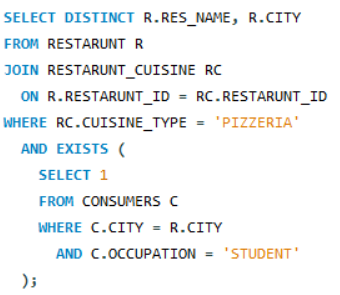 SELECT DISTINCT R.RES_NAME, R.CITY
FROM RESTARUNT R
JOIN RESTARUNT_CUISINE RC
ON R.RESTARUNT_ID = RC.RESTARUNT_ID
WHERE RC.CUISINE_TYPE = 'PIZZERIA'
AND EXISTS (
SELECT 1
FROM CONSUMERS C
WHERE C.CITY = R.CITY
AND C.OCCUPATION = 'STUDENT'
);